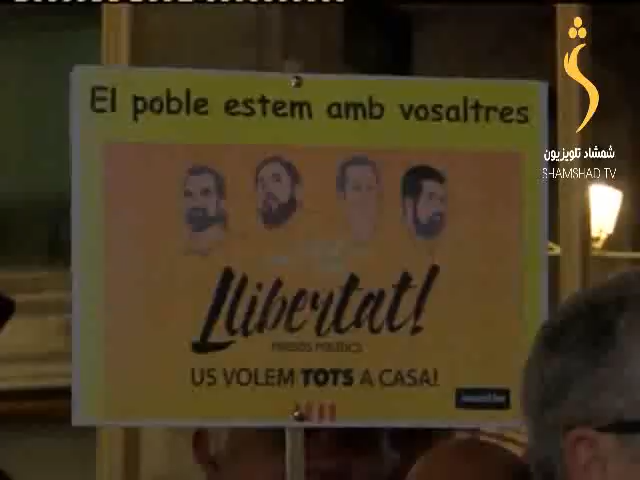 El poble estem amb vosaltres
Llibertat!
PRESOS POLÍTICS
US VOLEM TOTS A CASA!
شمشاد تلویزیون
SHAMSHAD TV